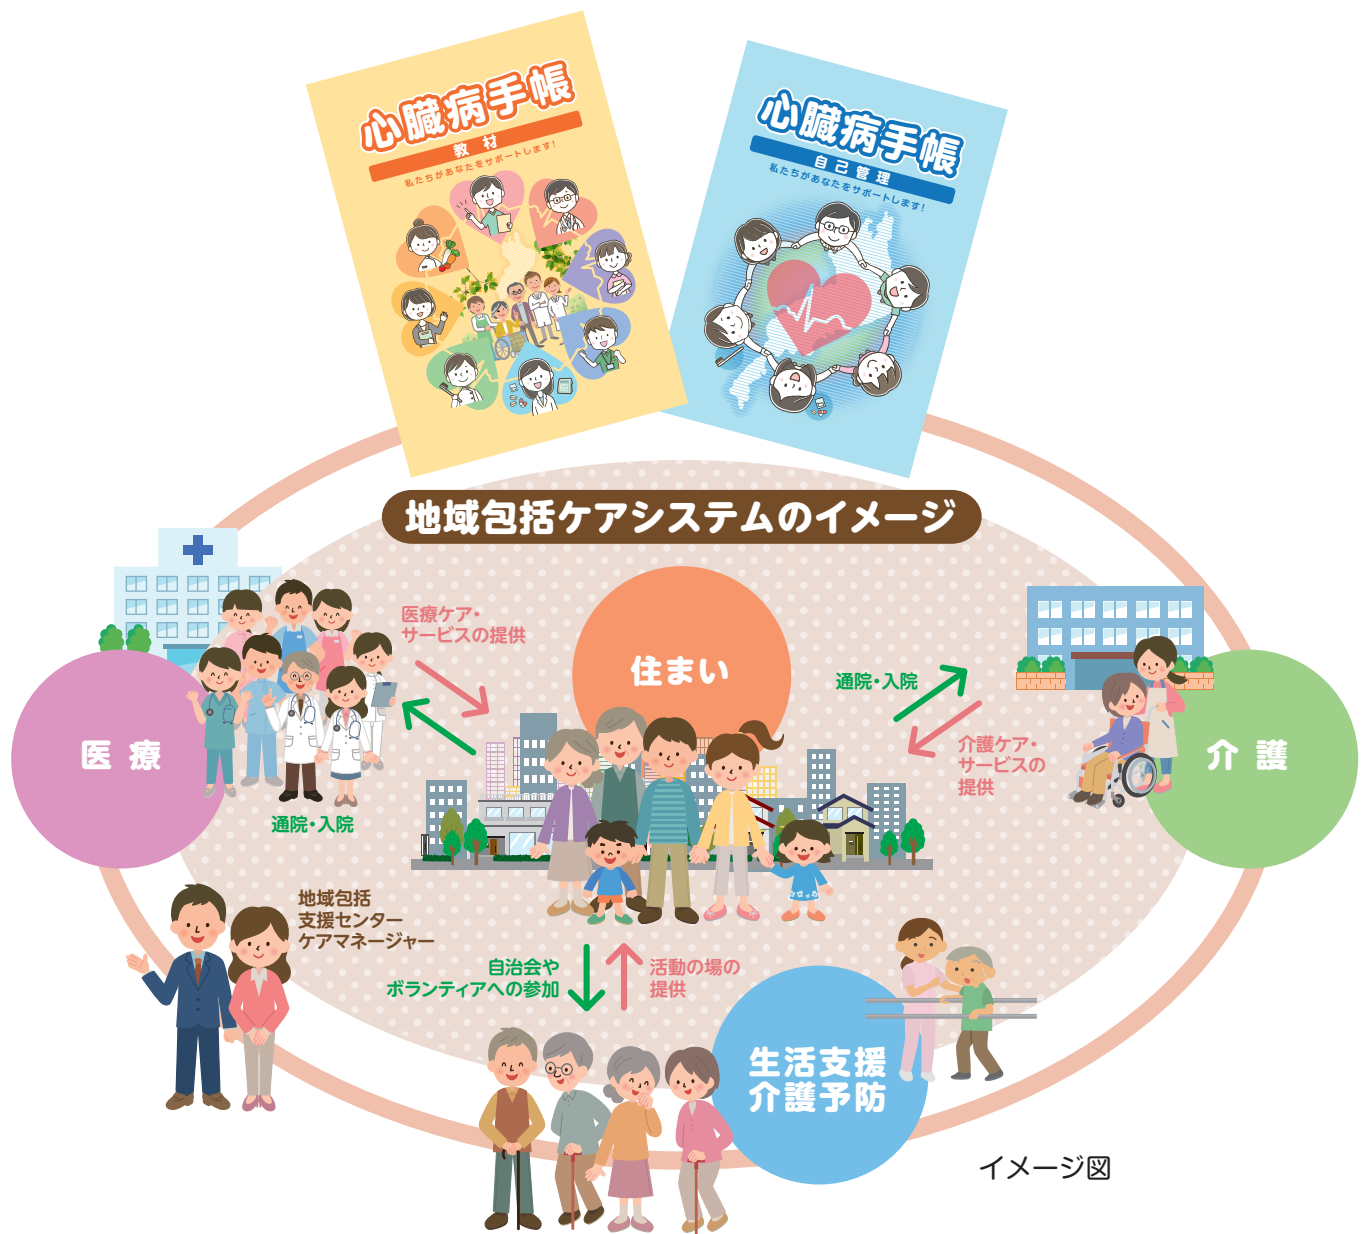 心臓病手帳
教材
私たちがあなたをサポートします！
心臓病手帳
自己管理
私たちがあなたをサポートします！
地域包括ケアシステムのイメージ
住まい
医療ケア・
サービスの提供
通院・入院
医療
通院・入院
介護ケア・
サービスの
提供
介護
地域包括
支援センター
ケアマネージャー
自治会や
ボランティアへの参加
活動の場の
提供
生活支援
介護予防
イメージ図